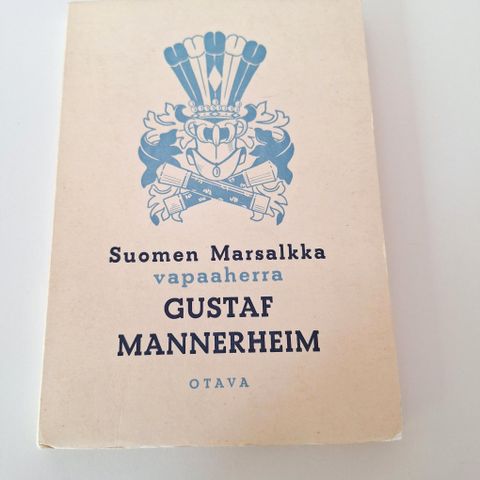 Suomen Marsalkka
vapaaherra
GUSTAF
MANNERHEIM
OTAVA